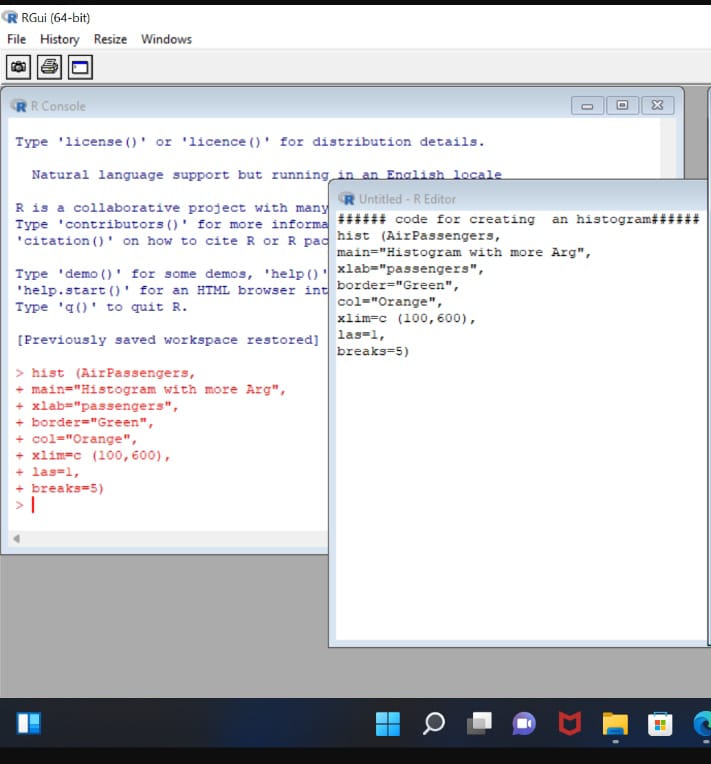 RGui (64-bit)
File History Resize Windows
R Console
Type 'license()' or 'licence()' for distribution details.
Natural language support but running in an English locale
R is a collaborative project with many
Type 'contributors()' for more informa
'citation()' on how to cite R or R pac
Type 'demo()' for some demos, 'help()'
'help.start()' for an HTML browser int
Type 'q()' to quit R.
[Previously saved workspace restored]
> hist (AirPassengers,
+ main="Histogram with more Arg",
+ xlab="passengers",
+ border="Green",
+ col="Orange",
+ xlim=c (100,600),
+ las=1,
+ breaks=5)
>
Untitled - R Editor
###### code for creating  an histogram######
hist (AirPassengers,
main="Histogram with more Arg",
xlab="passengers",
border="Green",
col="Orange",
xlim=c (100,600),
las=1,
breaks=5)